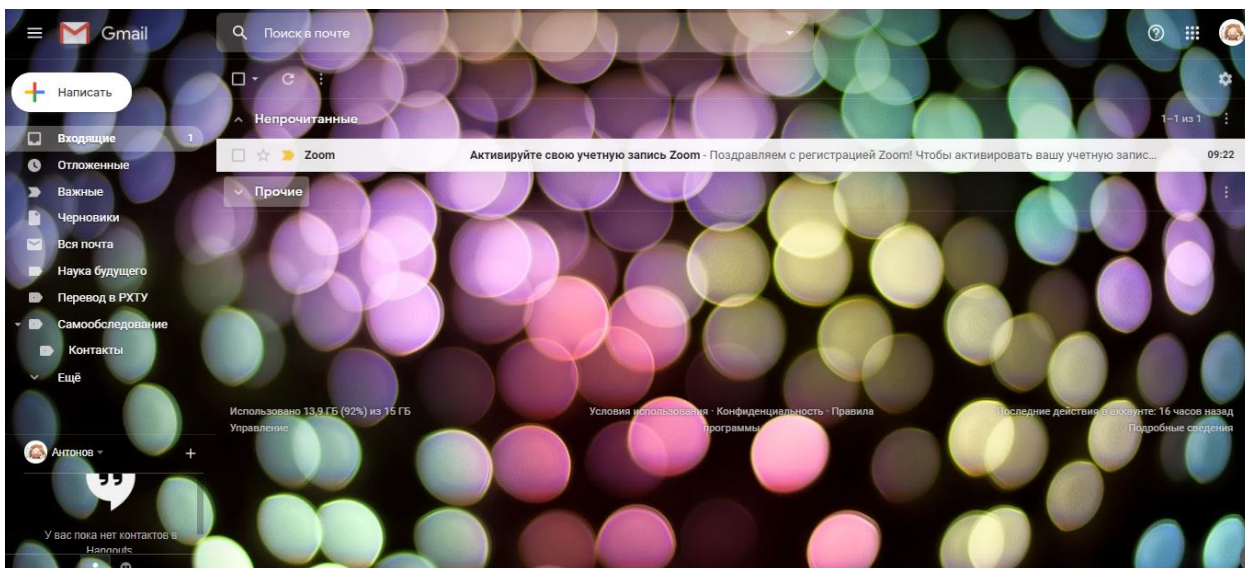 Gmail
Поиск в почте
Написать
Непрочитанные
1–1 из 1
Входящие 1
Zoom Активируйте свою учетную запись Zoom - Поздравляем с регистрацией Zoom! Чтобы активировать вашу учетную запис... 09:22
Отложенные
Важные
Прочие
Черновики
Вся почта
Наука будущего
Перевод в РХТУ
Самообследование
Контакты
Ещё
Использовано 13,9 ГБ (92%) из 15 ГБ
Управление
Условия использования · Конфиденциальность · Правила
программы
Последние действия в аккаунте: 16 часов назад
Подробные сведения
Антонов
У вас пока нет контактов в
Hangouts